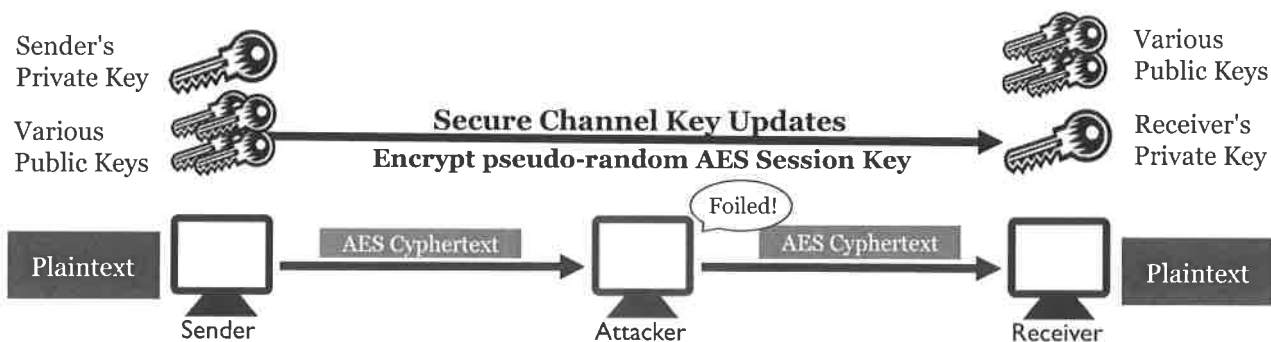 Sender's
Private Key
Various
Public Keys
Secure Channel Key Updates
Encrypt pseudo-random AES Session Key
Various
Public Keys
Receiver's
Private Key
Foiled!
Plaintext
AES Cyphertext
AES Cyphertext
Plaintext
Sender
Attacker
Receiver